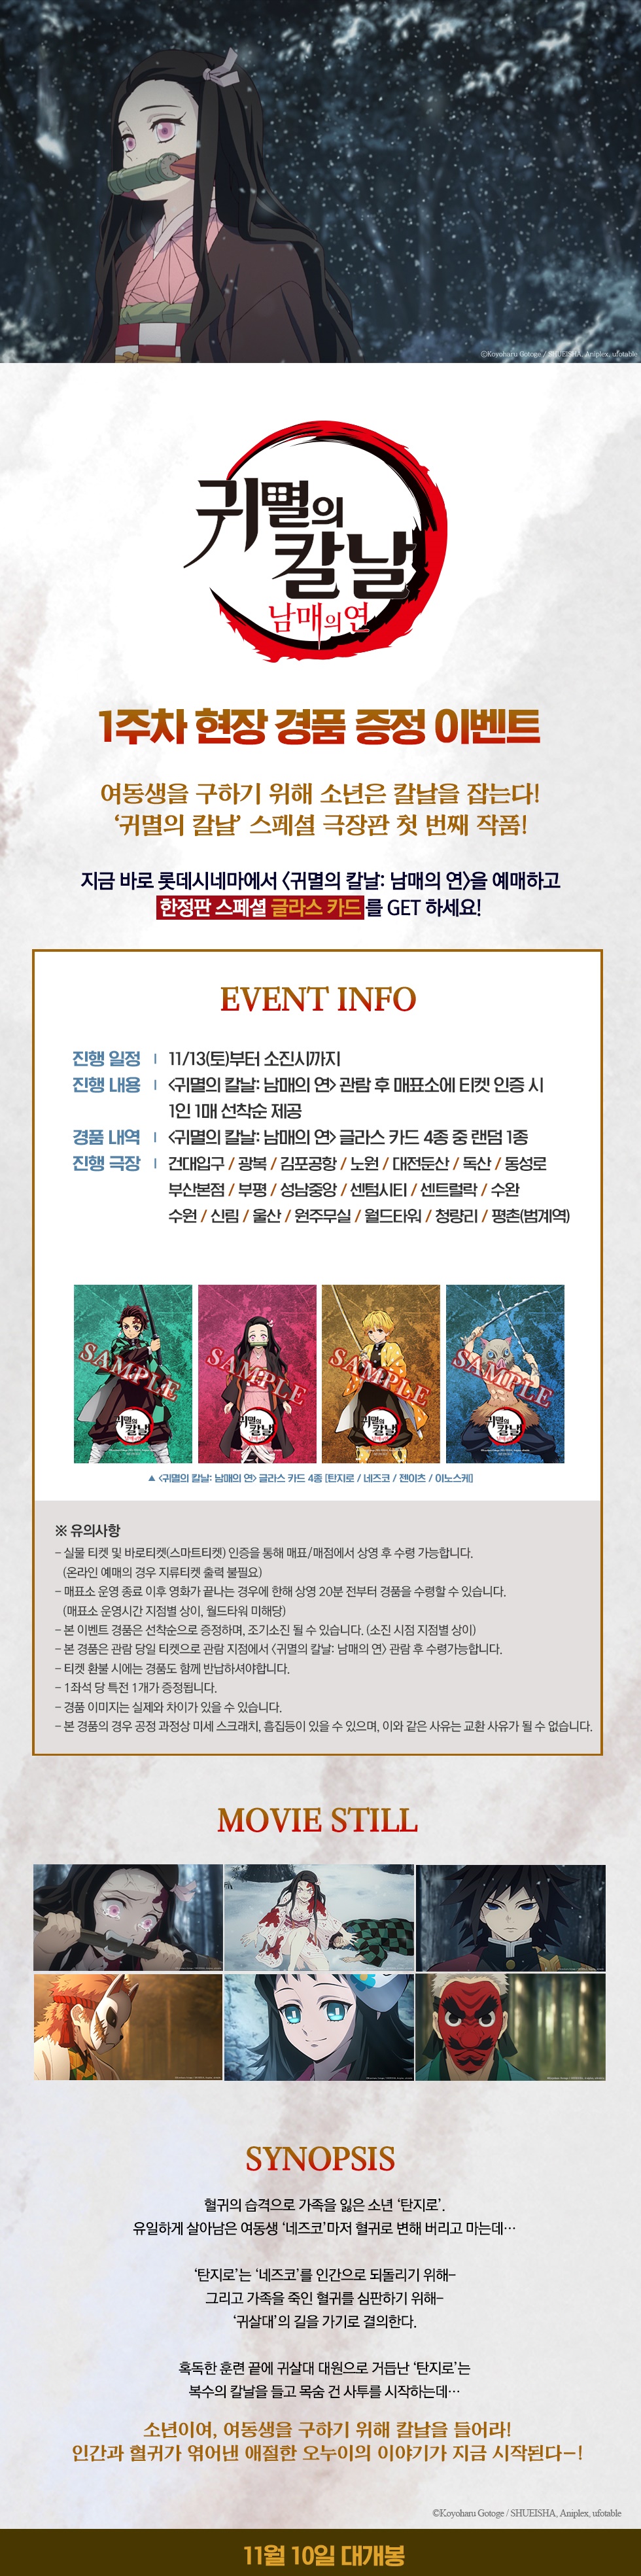 ©Koyoharu Gotoge / SHUEISHA, Aniplex, ufotable
귀멸의
칼날
남매의 연
1주차 현장 경품 증정 이벤트
여동생을 구하기 위해 소년은 칼날을 잡는다!
‘귀멸의 칼날’ 스페셜 극장판 첫 번째 작품!
지금 바로 롯데시네마에서 <귀멸의 칼날: 남매의 연>을 예매하고
한정판 스페셜 글라스 카드를 GET 하세요!
EVENT INFO
진행 일정 | 11/13(토)부터 소진시까지
진행 내용 | <귀멸의 칼날: 남매의 연> 관람 후 매표소에 티켓 인증 시
1인 1매 선착순 제공
경품 내역 | <귀멸의 칼날: 남매의 연> 글라스 카드 4종 중 랜덤 1종
진행 극장 | 건대입구 / 광복 / 김포공항 / 노원 / 대전둔산 / 독산 / 동성로
부산본점 / 부평 / 성남중앙 / 센텀시티 / 센트럴락 / 수완
수원 / 신림 / 울산 / 원주무실 / 월드타워 / 청량리 / 평촌(범계역)
SAMPLE SAMPLE SAMPLE SAMPLE
귀멸의 칼날 귀멸의 칼날 귀멸의 칼날 귀멸의 칼날
▲ <귀멸의 칼날: 남매의 연> 글라스 카드 4종 [탄지로 / 네즈코 / 젠이츠 / 이노스케]
※ 유의사항
- 실물 티켓 및 바로티켓(스마트티켓) 인증을 통해 매표/매점에서 상영 후 수령 가능합니다.
(온라인 예매의 경우 지류티켓 출력 불필요)
- 매표소 운영 종료 이후 영화가 끝나는 경우에 한해 상영 20분 전부터 경품을 수령할 수 있습니다.
(매표소 운영시간 지점별 상이, 월드타워 미해당)
- 본 이벤트 경품은 선착순으로 증정하며, 조기소진 될 수 있습니다. (소진 시점 지점별 상이)
- 본 경품은 관람 당일 티켓으로 관람 지점에서 <귀멸의 칼날: 남매의 연> 관람 후 수령가능합니다.
- 티켓 환불 시에는 경품도 함께 반납하셔야합니다.
- 1좌석 당 특전 1개가 증정됩니다.
- 경품 이미지는 실제와 차이가 있을 수 있습니다.
- 본 경품의 경우 공정 과정상 미세 스크래치, 흠집등이 있을 수 있으며, 이와 같은 사유는 교환 사유가 될 수 없습니다.
MOVIE STILL
SYNOPSIS
혈귀의 습격으로 가족을 잃은 소년 ‘탄지로’.
유일하게 살아남은 여동생 ‘네즈코’마저 혈귀로 변해 버리고 마는데…
‘탄지로’는 ‘네즈코’를 인간으로 되돌리기 위해-
그리고 가족을 죽인 혈귀를 심판하기 위해-
‘귀살대’의 길을 가기로 결의한다.
혹독한 훈련 끝에 귀살대 대원으로 거듭난 ‘탄지로’는
복수의 칼날을 들고 목숨 건 사투를 시작하는데…
소년이여, 여동생을 구하기 위해 칼날을 들어라!
인간과 혈귀가 엮어낸 애절한 오누이의 이야기가 지금 시작된다-!
©Koyoharu Gotoge / SHUEISHA, Aniplex, ufotable
11월 10일 대개봉